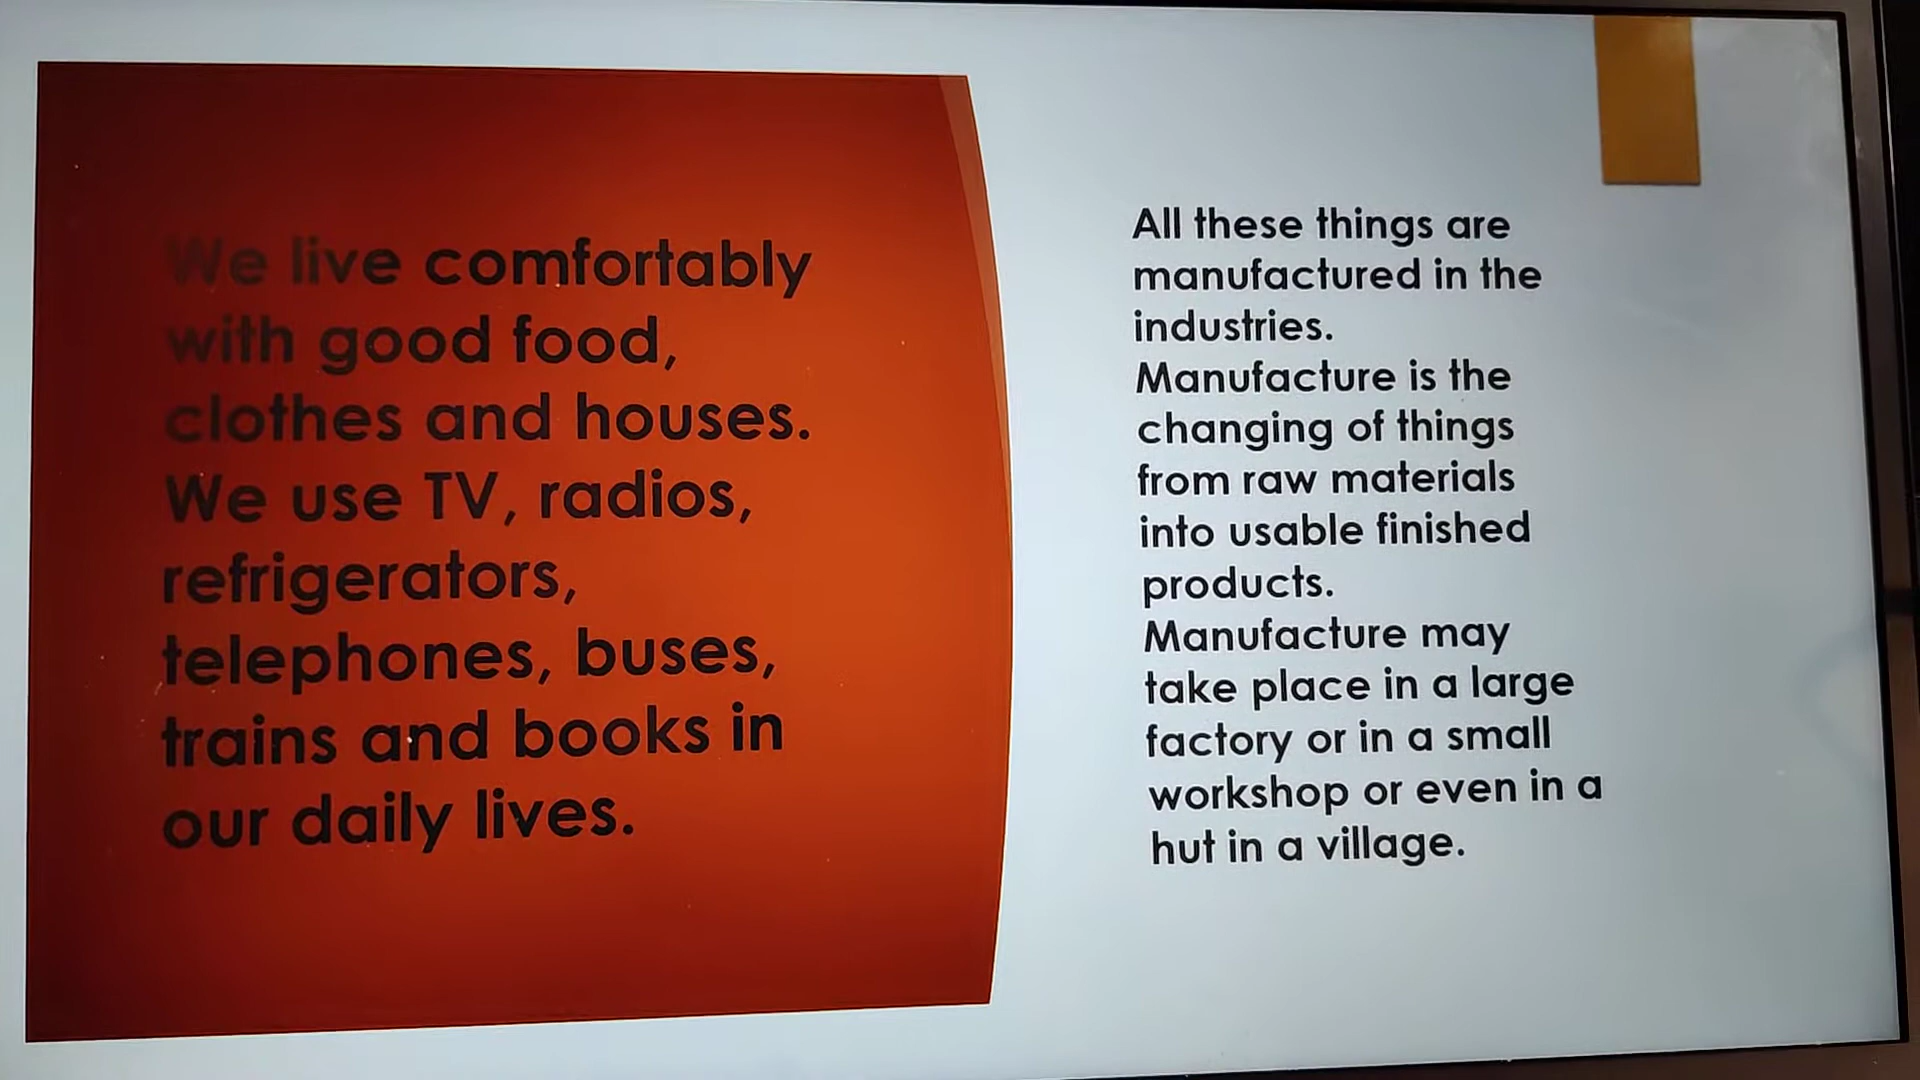 We live comfortably
with good food,
clothes and houses.
We use TV, radios,
refrigerators,
telephones, buses,
trains and books in
our daily lives.
All these things are
manufactured in the
industries.
Manufacture is the
changing of things
from raw materials
into usable finished
products.
Manufacture may
take place in a large
factory or in a small
workshop or even in a
hut in a village.